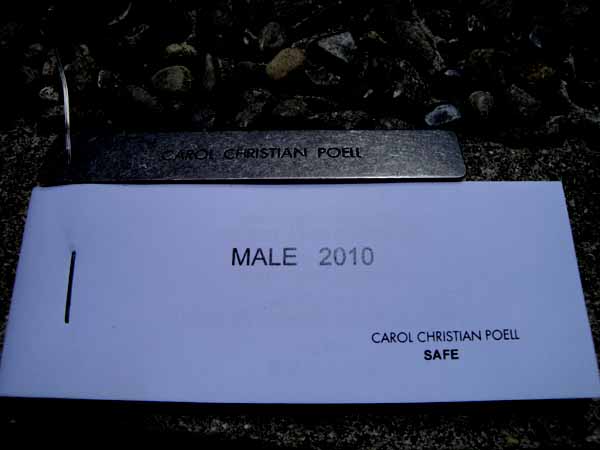 CAROL CHRISTIAN POELL
MALE 2010
CAROL CHRISTIAN POELL
SAFE